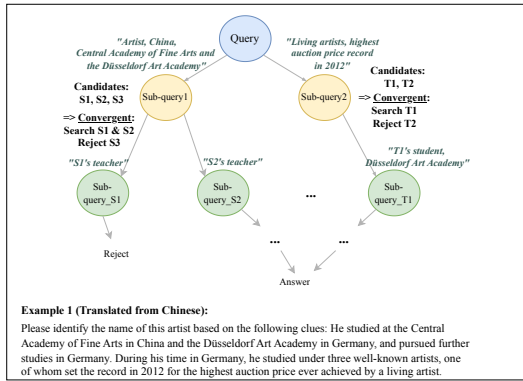 Query
"Artist, China,
Central Academy of Fine Arts and
the Düsseldorf Art Academy"
"Living artists, highest
auction price record
in 2012"
Candidates:
S1, S2, S3
=> Convergent:
Search S1 & S2
Reject S3
Sub-query1
Sub-query2
Candidates:
T1, T2
=> Convergent:
Search T1
Reject T2
"S1's teacher"
"S2's teacher"
"T1's student,
Düsseldorf Art Academy"
Sub-
query_S1
Sub-
query_S2
...
Sub-
query_T1
Reject
...
...
Answer
Example 1 (Translated from Chinese):
Please identify the name of this artist based on the following clues: He studied at the Central
Academy of Fine Arts in China and the Düsseldorf Art Academy in Germany, and pursued further
studies in Germany. During his time in Germany, he studied under three well-known artists, one
of whom set the record in 2012 for the highest auction price ever achieved by a living artist.